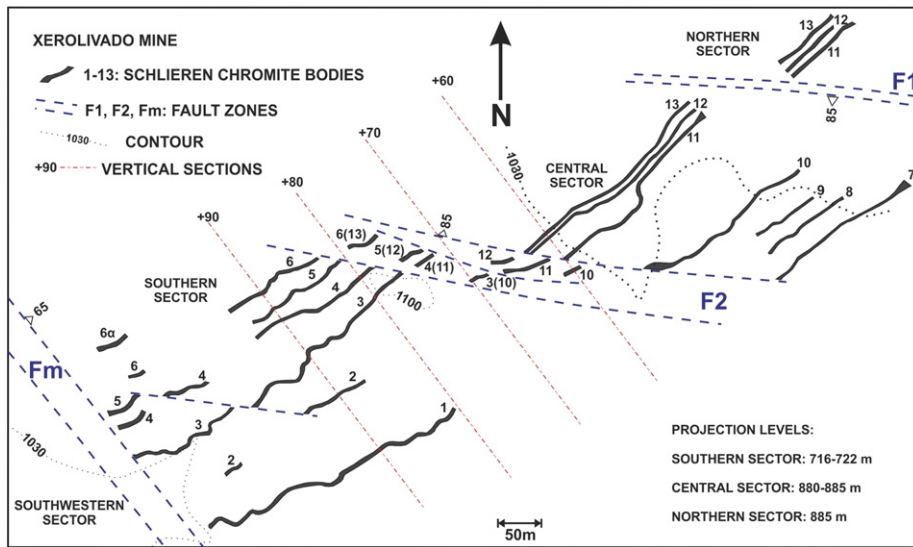 XEROLIVADO MINE
1-13: SCHLIEREN CHROMITE BODIES
F1, F2, Fm: FAULT ZONES
1030
CONTOUR
+90
VERTICAL SECTIONS
N
NORTHERN
SECTOR
13
12
11
F1
85
+60
+70
+80
+90
1030
CENTRAL
SECTOR
13
12
11
10
9
8
7
85
6(13)
5(12)
4(11)
12
11
10
3(10)
F2
SOUTHERN
SECTOR
6
5
4
3
1100
65
Fm
6α
6
5
4
4
3
2
2
1
1030
SOUTHWESTERN
SECTOR
50m
PROJECTION LEVELS:
SOUTHERN SECTOR: 716-722 m
CENTRAL SECTOR: 880-885 m
NORTHERN SECTOR: 885 m